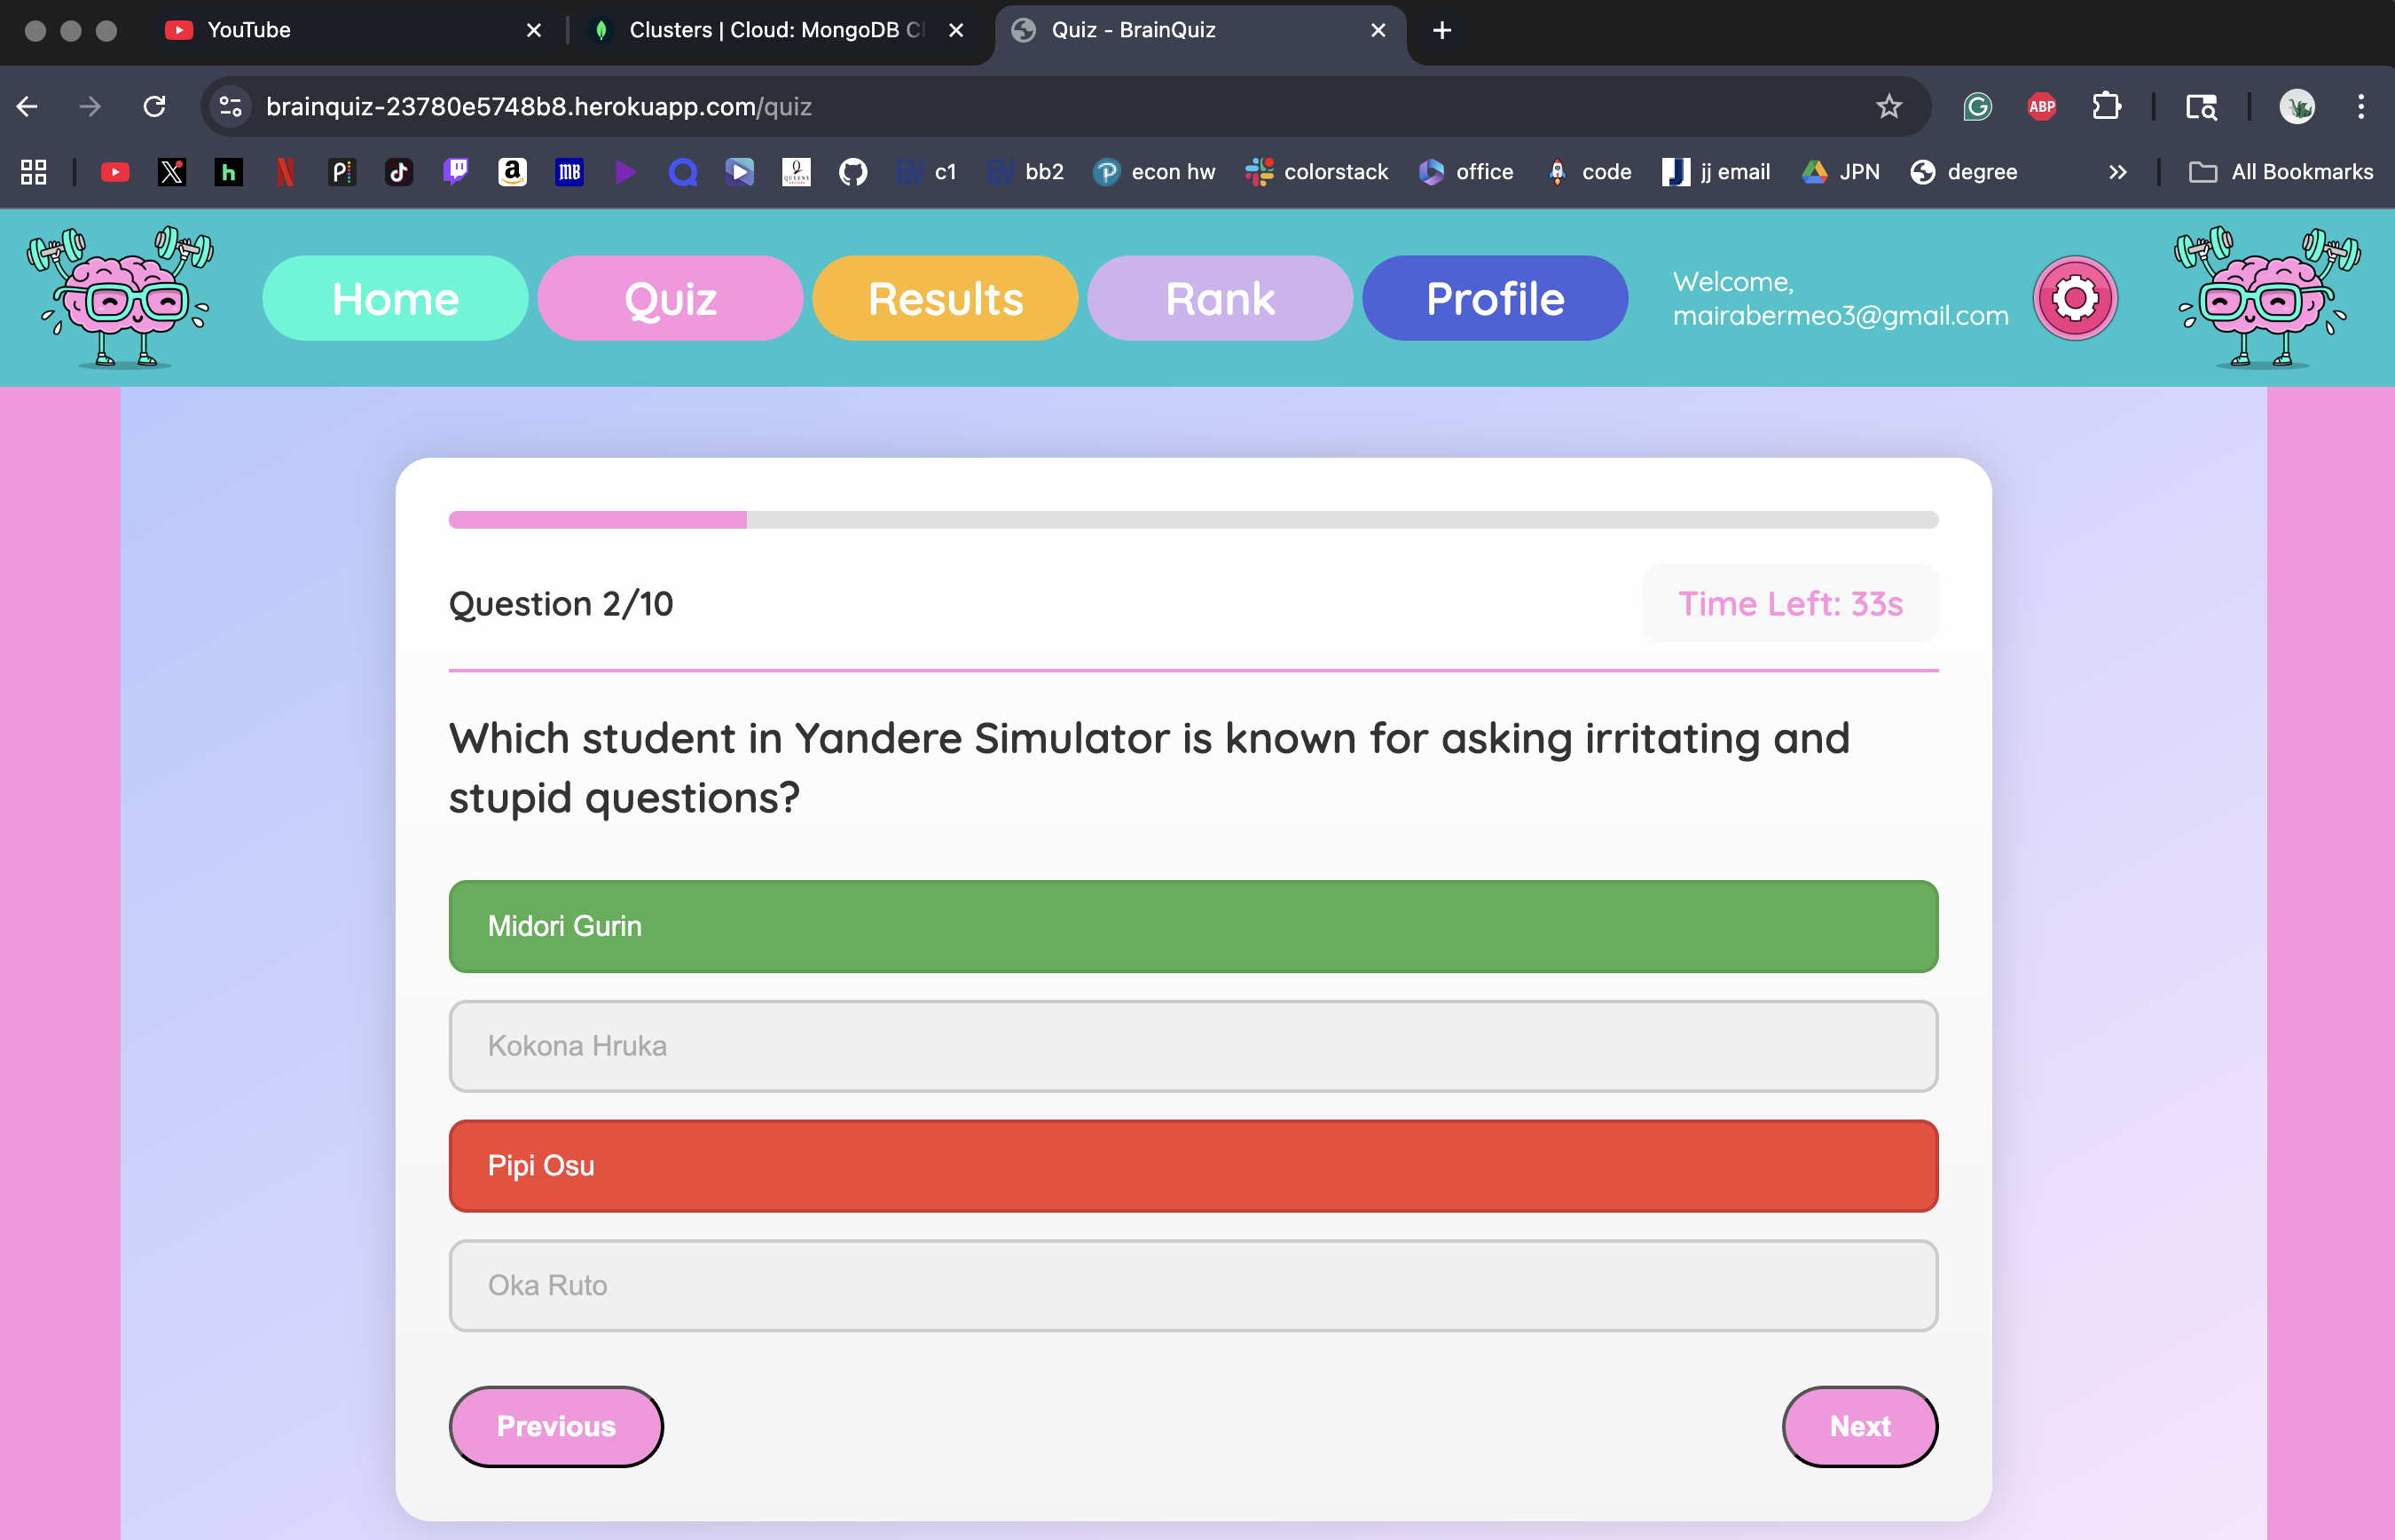 YouTube
Clusters | Cloud: MongoDB Cl
Quiz - BrainQuiz
brainquiz-23780e5748b8.herokuapp.com/quiz
ABP
h
N
P
a
mb
c1
bb2
econ hw
colorstack
office
code
jj email
JPN
degree
All Bookmarks
Home
Quiz
Results
Rank
Profile
Welcome,
mairabermeo3@gmail.com
Question 2/10
Time Left: 33s
Which student in Yandere Simulator is known for asking irritating and
stupid questions?
Midori Gurin
Kokona Hruka
Pipi Osu
Oka Ruto
Previous
Next